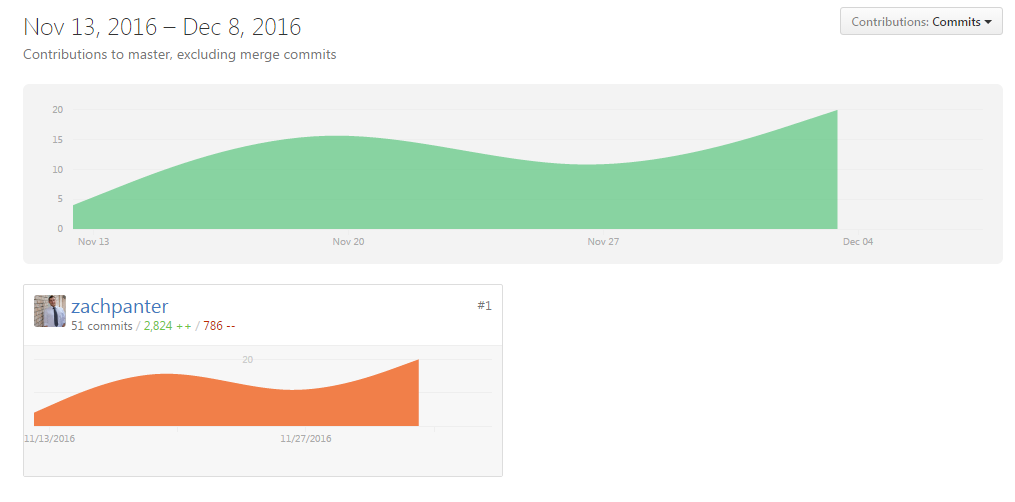 Nov 13, 2016 – Dec 8, 2016
Contributions: Commits
Contributions to master, excluding merge commits
20
15
10
5
0
Nov 13 Nov 20 Nov 27 Dec 04
zachpanter #1
51 commits / 2,824 ++ / 786 --
20
11/13/2016 11/27/2016